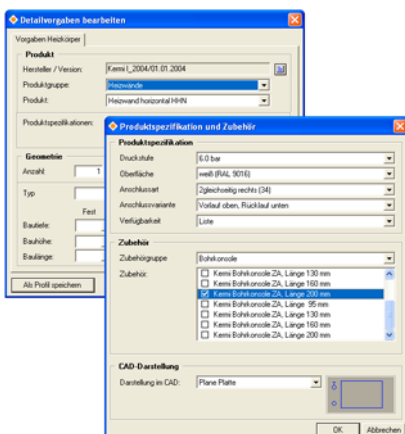 Detailvorgaben bearbeiten
Vorgaben Heizkörper
Produkt
Hersteller / Version: Kermi I_2004/01.01.2004
Produktgruppe: Heizwände
Produkt: Heizwand horizontal HHN
Produktspezifikationen:
Geometrie
Anzahl: 1
Typ
Fest
Bautiefe:
Bauhöhe:
Baulänge:
Als Profil speichern
Produktspezifikation und Zubehör
Produktspezifikation
Druckstufe 6.0 bar
Oberfläche weiß (RAL 9016)
Anschlussart 2gleichseitig rechts (34)
Anschlussvariante Vorlauf oben, Rücklauf unten
Verfügbarkeit Liste
Zubehör
Zubehörgruppe Bohrkonsole
Zubehör: Kermi Bohrkonsole ZA, Länge 130 mm
Kermi Bohrkonsole ZA, Länge 160 mm
Kermi Bohrkonsole ZA, Länge 200 mm
Kermi Bohrkonsole ZA, Länge 95 mm
Kermi Bohrkonsole ZA, Länge 130 mm
Kermi Bohrkonsole ZA, Länge 160 mm
Kermi Bohrkonsole ZA, Länge 200 mm
CAD-Darstellung
Darstellung im CAD: Plane Platte
OK Abbrechen